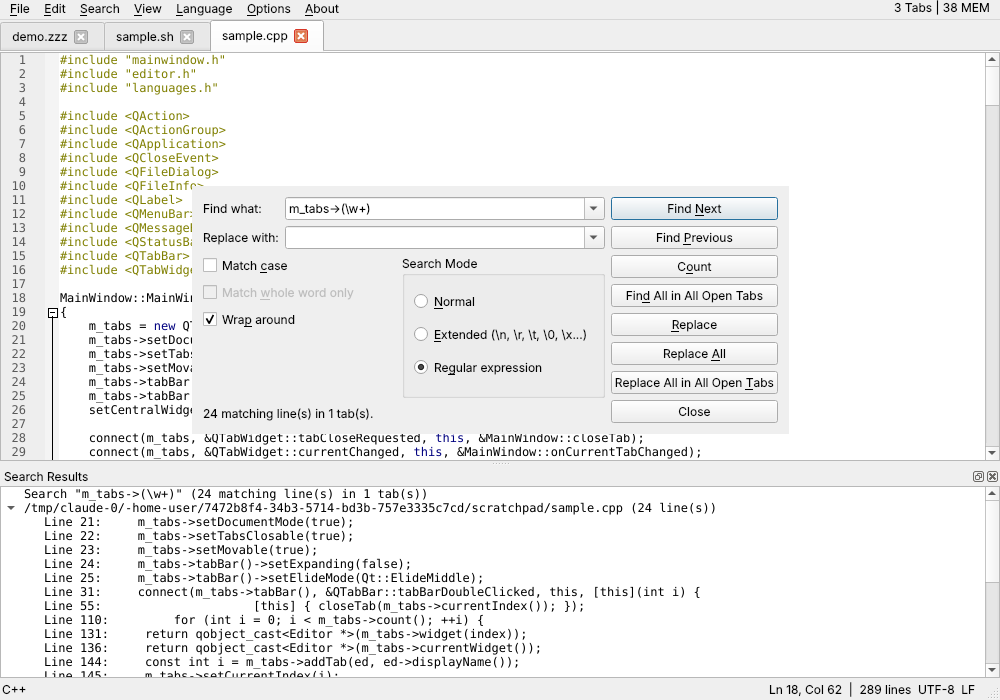 File Edit Search View Language Options About 3 Tabs | 38 MEM
demo.zzz sample.sh sample.cpp
1 #include "mainwindow.h"
2 #include "editor.h"
3 #include "languages.h"
4
5 #include <QAction>
6 #include <QActionGroup>
7 #include <QApplication>
8 #include <QCloseEvent>
9 #include <QFileDialog>
10 #include <QFileInfo>
11 #include <QLabel>
12 #include <QMenuBar>
13 #include <QMessage
14 #include <QStatusBa
15 #include <QTabBar>
16 #include <QTabWidg
17
18 MainWindow::MainWi
19 {
20 m_tabs = new QT
21 m_tabs->setDocu
22 m_tabs->setTabs
23 m_tabs->setMova
24 m_tabs->tabBar
25 m_tabs->tabBar
26 setCentralWidge
27
28 connect(m_tabs, &QTabWidget::tabCloseRequested, this, &MainWindow::closeTab);
29 connect(m_tabs, &QTabWidget::currentChanged, this, &MainWindow::onCurrentTabChanged);
Find what: m_tabs->(\w+) Find Next
Replace with: Find Previous
Match case
Match whole word only
Wrap around
Search Mode
Normal
Extended (\n, \r, \t, \0, \x...)
Regular expression
Count
Find All in All Open Tabs
Replace
Replace All
Replace All in All Open Tabs
Close
24 matching line(s) in 1 tab(s).
Search Results
Search "m_tabs->(\w+)" (24 matching line(s) in 1 tab(s))
/tmp/claude-0/-home-user/7472b8f4-34b3-5714-bd3b-757e3335c7cd/scratchpad/sample.cpp (24 line(s))
Line 21: m_tabs->setDocumentMode(true);
Line 22: m_tabs->setTabsClosable(true);
Line 23: m_tabs->setMovable(true);
Line 24: m_tabs->tabBar()->setExpanding(false);
Line 25: m_tabs->tabBar()->setElideMode(Qt::ElideMiddle);
Line 31: connect(m_tabs->tabBar(), &QTabBar::tabBarDoubleClicked, this, [this](int i) {
Line 55: [this] { closeTab(m_tabs->currentIndex()); });
Line 110: for (int i = 0; i < m_tabs->count(); ++i) {
Line 131: return qobject_cast<Editor *>(m_tabs->widget(index));
Line 136: return qobject_cast<Editor *>(m_tabs->currentWidget());
Line 144: const int i = m_tabs->addTab(ed, ed->displayName());
Line 145: m_tabs->setCurrentIndex(i);
C++ Ln 18, Col 62 | 289 lines UTF-8 LF